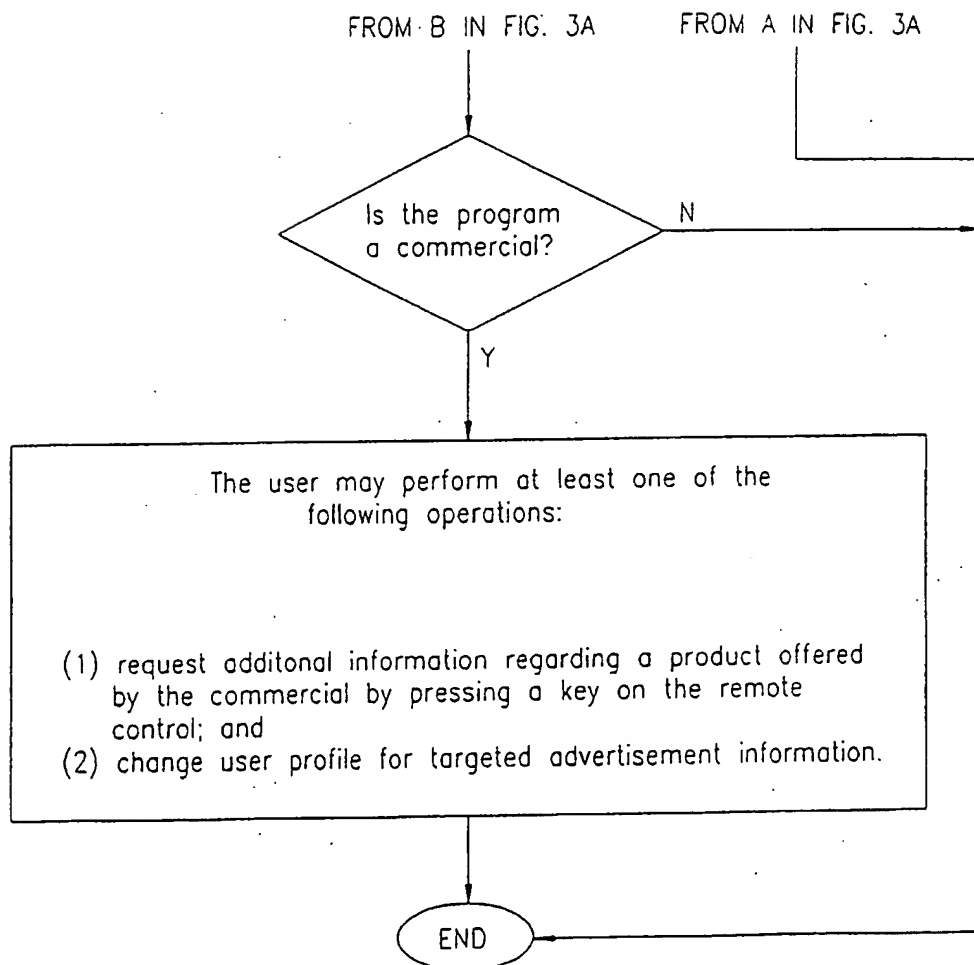 FROM B IN FIG. 3A
FROM A IN FIG. 3A
Is the program
a commercial?
N
Y
The user may perform at least one of the
following operations:
(1) request additonal information regarding a product offered
by the commercial by pressing a key on the remote
control; and
(2) change user profile for targeted advertisement information.
END